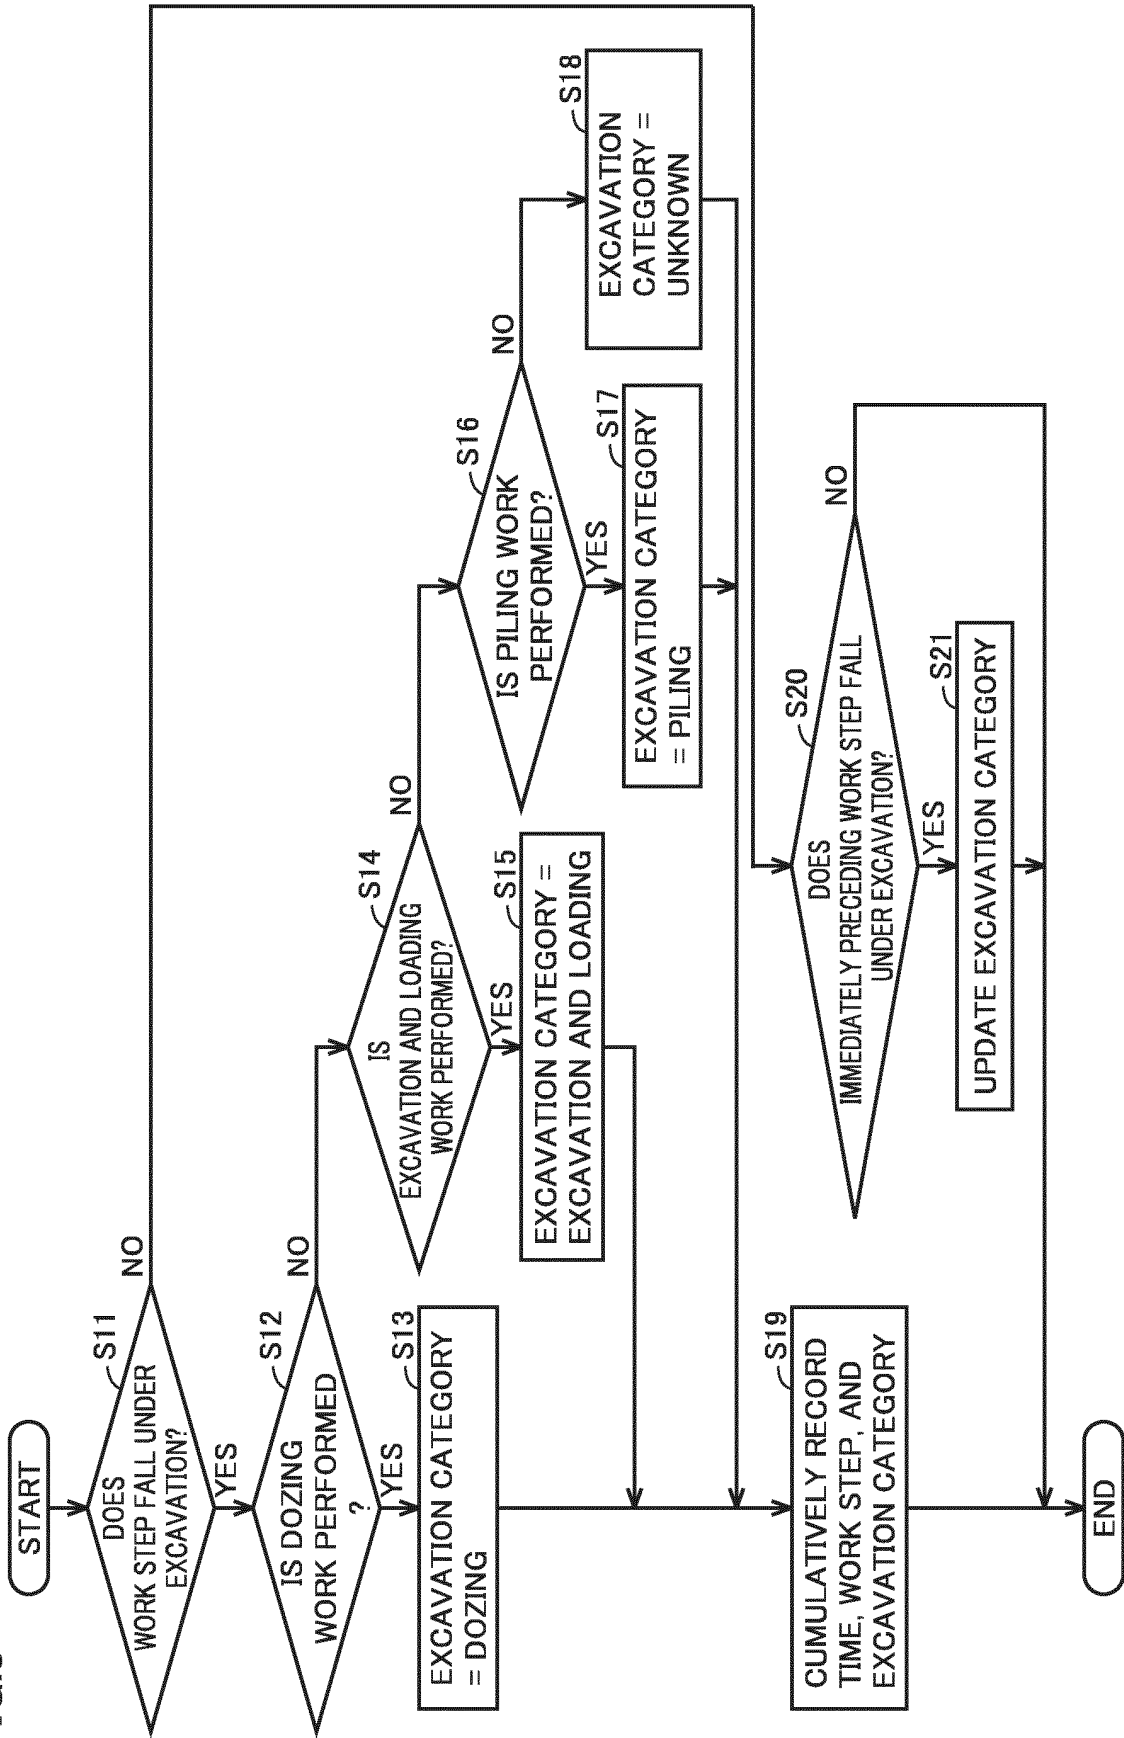 START
S11
DOES
WORK STEP FALL UNDER
EXCAVATION?
NO
YES
S12
IS DOZING
WORK PERFORMED
?
NO
YES
S13
EXCAVATION CATEGORY
= DOZING
S14
IS
EXCAVATION AND LOADING
WORK PERFORMED?
NO
YES
S15
EXCAVATION CATEGORY =
EXCAVATION AND LOADING
S16
IS PILING WORK
PERFORMED?
NO
YES
S17
EXCAVATION CATEGORY
= PILING
S18
EXCAVATION
CATEGORY =
UNKNOWN
S19
CUMULATIVELY RECORD
TIME, WORK STEP, AND
EXCAVATION CATEGORY
S20
DOES
IMMEDIATELY PRECEDING WORK STEP FALL
UNDER EXCAVATION?
NO
YES
S21
UPDATE EXCAVATION CATEGORY
END